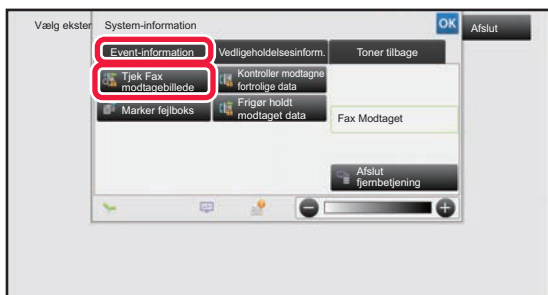 Vælg ekster
System-information
OK
Afslut
Event-information
Vedligeholdelsesinform.
Toner tilbage
Tjek Fax
modtagebillede
Kontroller modtagne
fortrolige data
Marker fejlboks
Frigør holdt
modtaget data
Fax Modtaget
Afslut
fjernbetjening